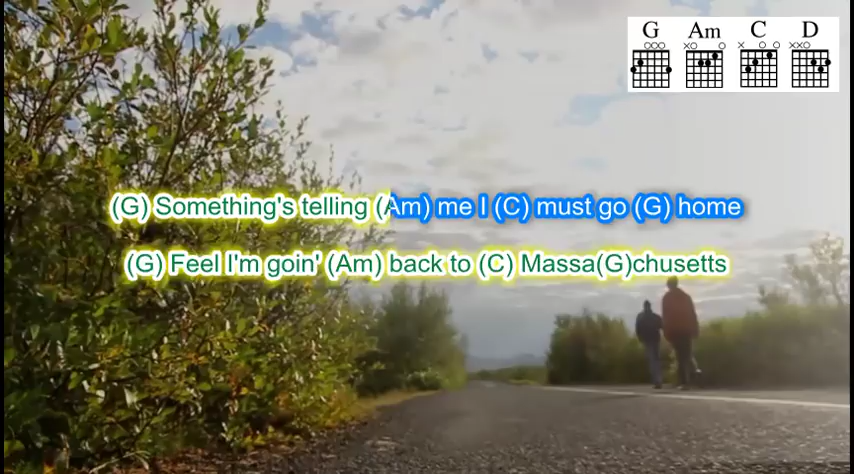 G Am C D
(G) Something's telling (Am) me I (C) must go (G) home
(G) Feel I'm goin' (Am) back to (C) Massa(G)chusetts